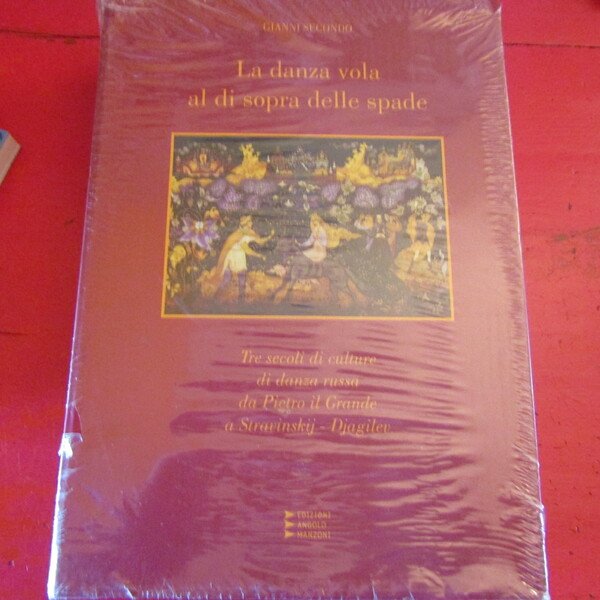 GIANNI SECONDO
La danza vola
al di sopra delle spade
Tre secoli di culture
di danza russa
da Pietro il Grande
a Stravinskij - Djagilev
EDIZIONI
ANGOLO
MANZONI